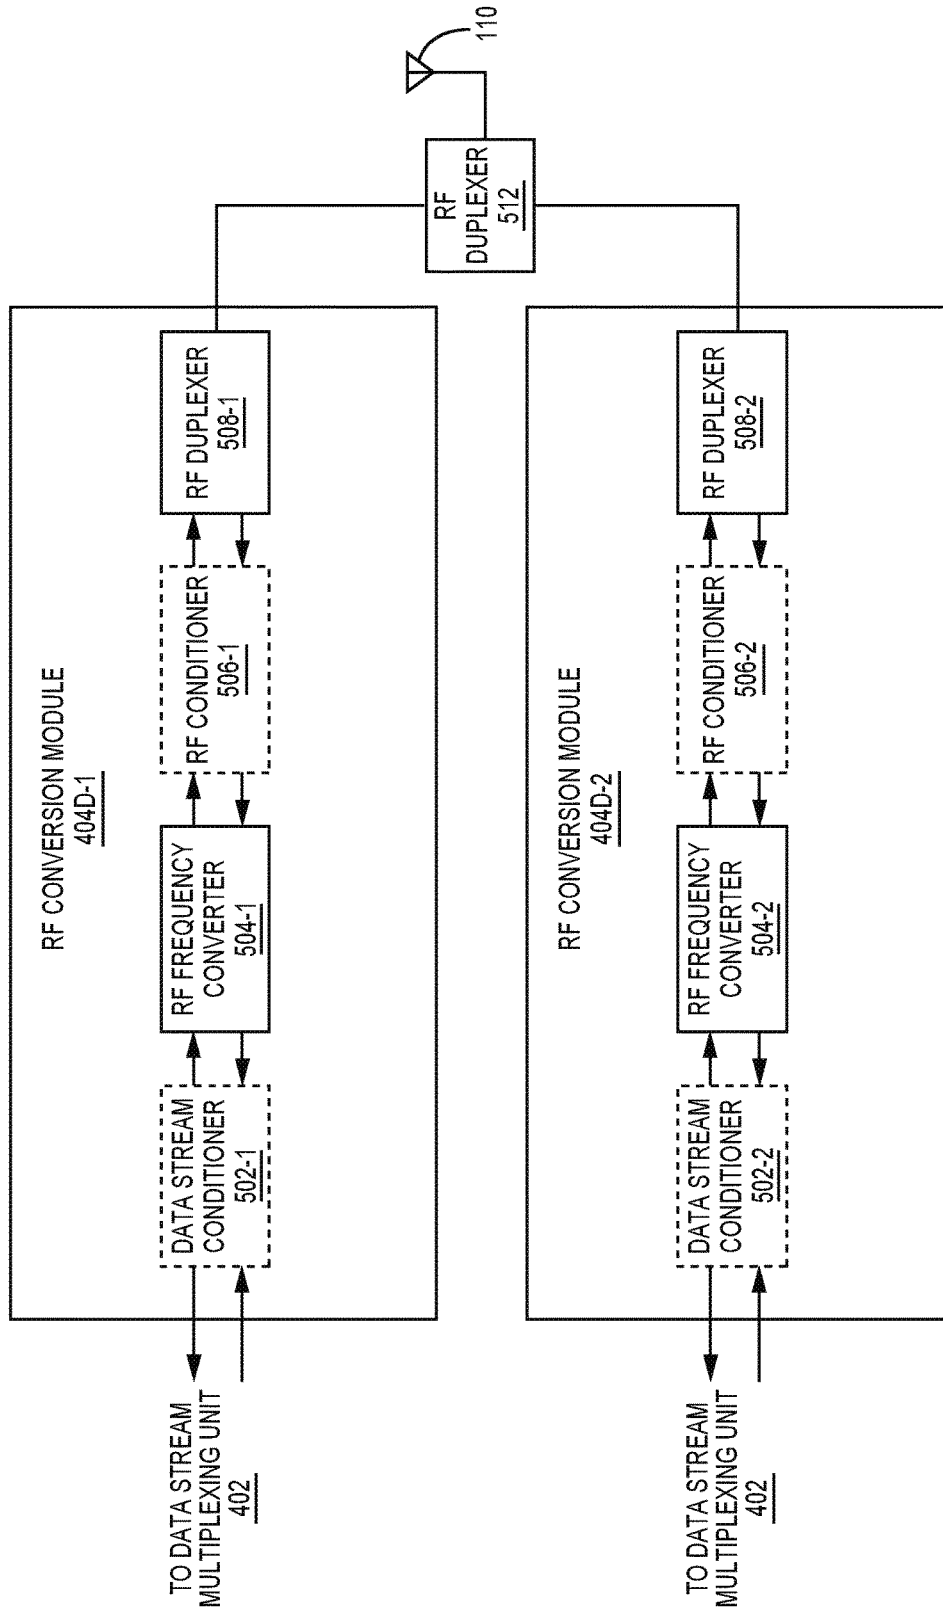 RF CONVERSION MODULE
404D-1
TO DATA STREAM
MULTIPLEXING UNIT
402
DATA STREAM
CONDITIONER
502-1
RF FREQUENCY
CONVERTER
504-1
RF CONDITIONER
506-1
RF DUPLEXER
508-1
RF
DUPLEXER
512
110
RF CONVERSION MODULE
404D-2
TO DATA STREAM
MULTIPLEXING UNIT
402
DATA STREAM
CONDITIONER
502-2
RF FREQUENCY
CONVERTER
504-2
RF CONDITIONER
506-2
RF DUPLEXER
508-2